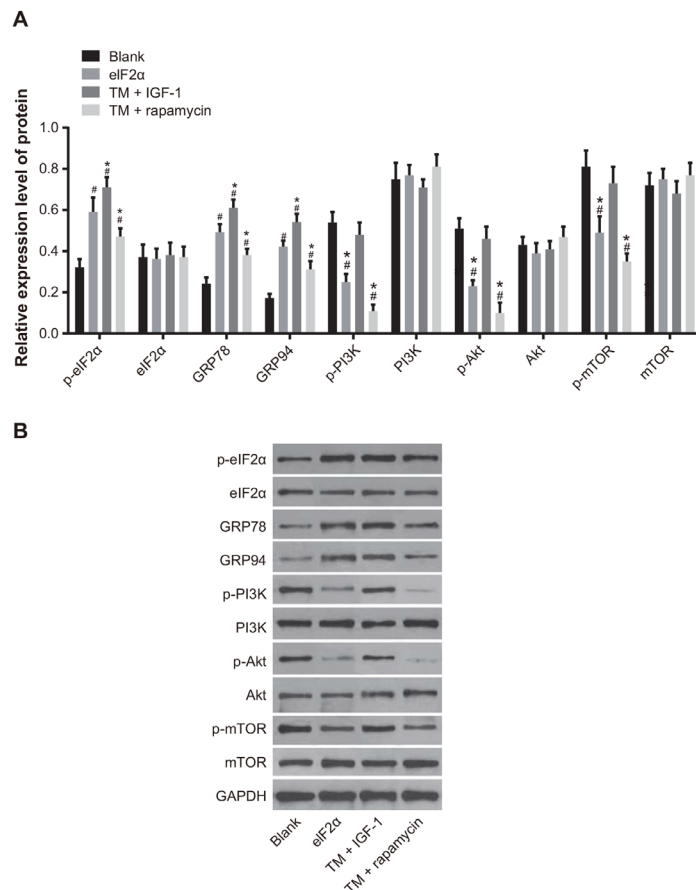 A
Blank
eIF2α
TM + IGF-1
TM + rapamycin
Relative expression level of protein
1.0
0.8
0.6
0.4
0.2
0.0
# *# # *# # *# *# *# *# *# *# *#
*# *# *#
p-eIF2α
eIF2α
GRP78
GRP94
p-PI3K
PI3K
p-Akt
Akt
p-mTOR
mTOR
B
p-eIF2α
eIF2α
GRP78
GRP94
p-PI3K
PI3K
p-Akt
Akt
p-mTOR
mTOR
GAPDH
Blank
eIF2α
TM + IGF-1
TM + rapamycin